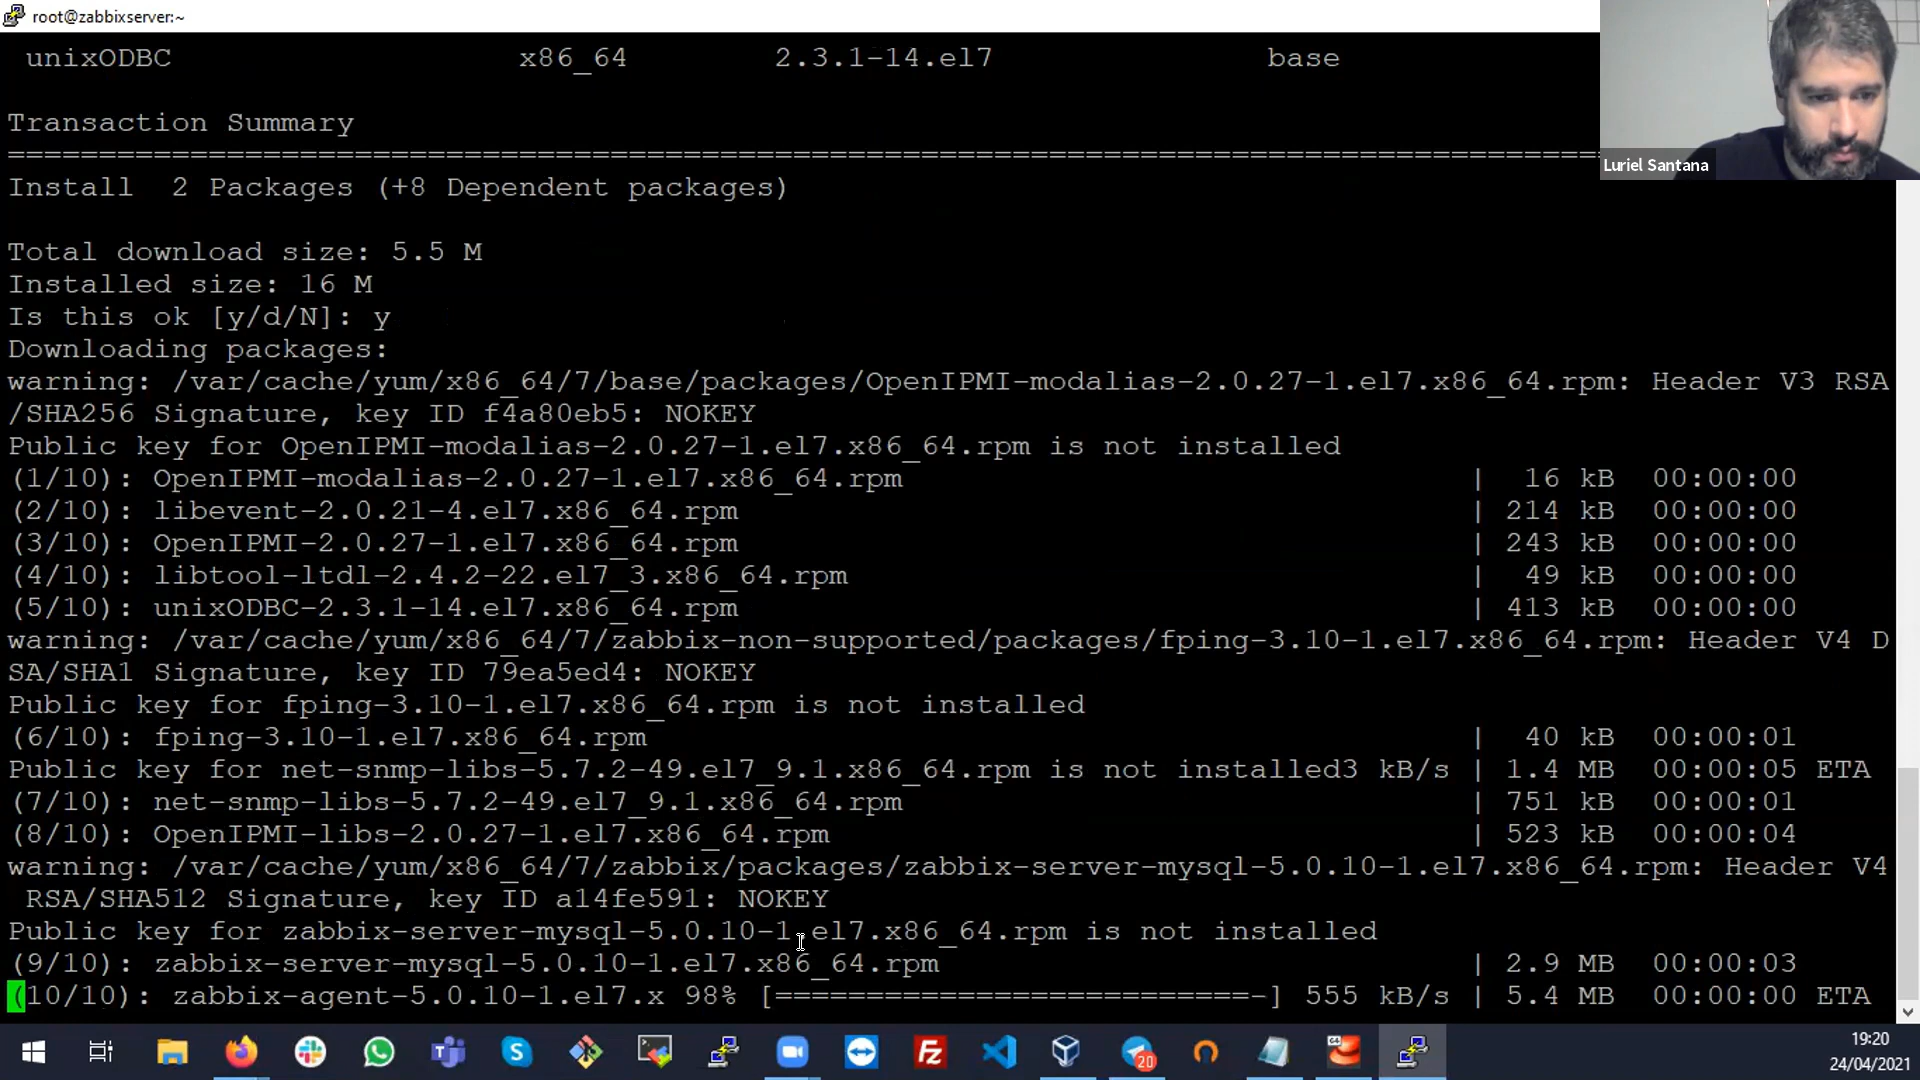 root@zabbixserver:~
unixODBC x86_64 2.3.1-14.el7 base
Transaction Summary
================================================================================
Luriel Santana
Install 2 Packages (+8 Dependent packages)
Total download size: 5.5 M
Installed size: 16 M
Is this ok [y/d/N]: y
Downloading packages:
warning: /var/cache/yum/x86_64/7/base/packages/OpenIPMI-modalias-2.0.27-1.el7.x86_64.rpm: Header V3 RSA
/SHA256 Signature, key ID f4a80eb5: NOKEY
Public key for OpenIPMI-modalias-2.0.27-1.el7.x86_64.rpm is not installed
(1/10): OpenIPMI-modalias-2.0.27-1.el7.x86_64.rpm | 16 kB 00:00:00
(2/10): libevent-2.0.21-4.el7.x86_64.rpm | 214 kB 00:00:00
(3/10): OpenIPMI-2.0.27-1.el7.x86_64.rpm | 243 kB 00:00:00
(4/10): libtool-ltdl-2.4.2-22.el7_3.x86_64.rpm | 49 kB 00:00:00
(5/10): unixODBC-2.3.1-14.el7.x86_64.rpm | 413 kB 00:00:00
warning: /var/cache/yum/x86_64/7/zabbix-non-supported/packages/fping-3.10-1.el7.x86_64.rpm: Header V4 D
SA/SHA1 Signature, key ID 79ea5ed4: NOKEY
Public key for fping-3.10-1.el7.x86_64.rpm is not installed
(6/10): fping-3.10-1.el7.x86_64.rpm | 40 kB 00:00:01
Public key for net-snmp-libs-5.7.2-49.el7_9.1.x86_64.rpm is not installed3 kB/s | 1.4 MB 00:00:05 ETA
(7/10): net-snmp-libs-5.7.2-49.el7_9.1.x86_64.rpm | 751 kB 00:00:01
(8/10): OpenIPMI-libs-2.0.27-1.el7.x86_64.rpm | 523 kB 00:00:04
warning: /var/cache/yum/x86_64/7/zabbix/packages/zabbix-server-mysql-5.0.10-1.el7.x86_64.rpm: Header V4
RSA/SHA512 Signature, key ID a14fe591: NOKEY
Public key for zabbix-server-mysql-5.0.10-1.el7.x86_64.rpm is not installed
(9/10): zabbix-server-mysql-5.0.10-1.el7.x86_64.rpm | 2.9 MB 00:00:03
(10/10): zabbix-agent-5.0.10-1.el7.x 98% [==========================-] 555 kB/s | 5.4 MB 00:00:00 ETA
20
19:20
24/04/2021